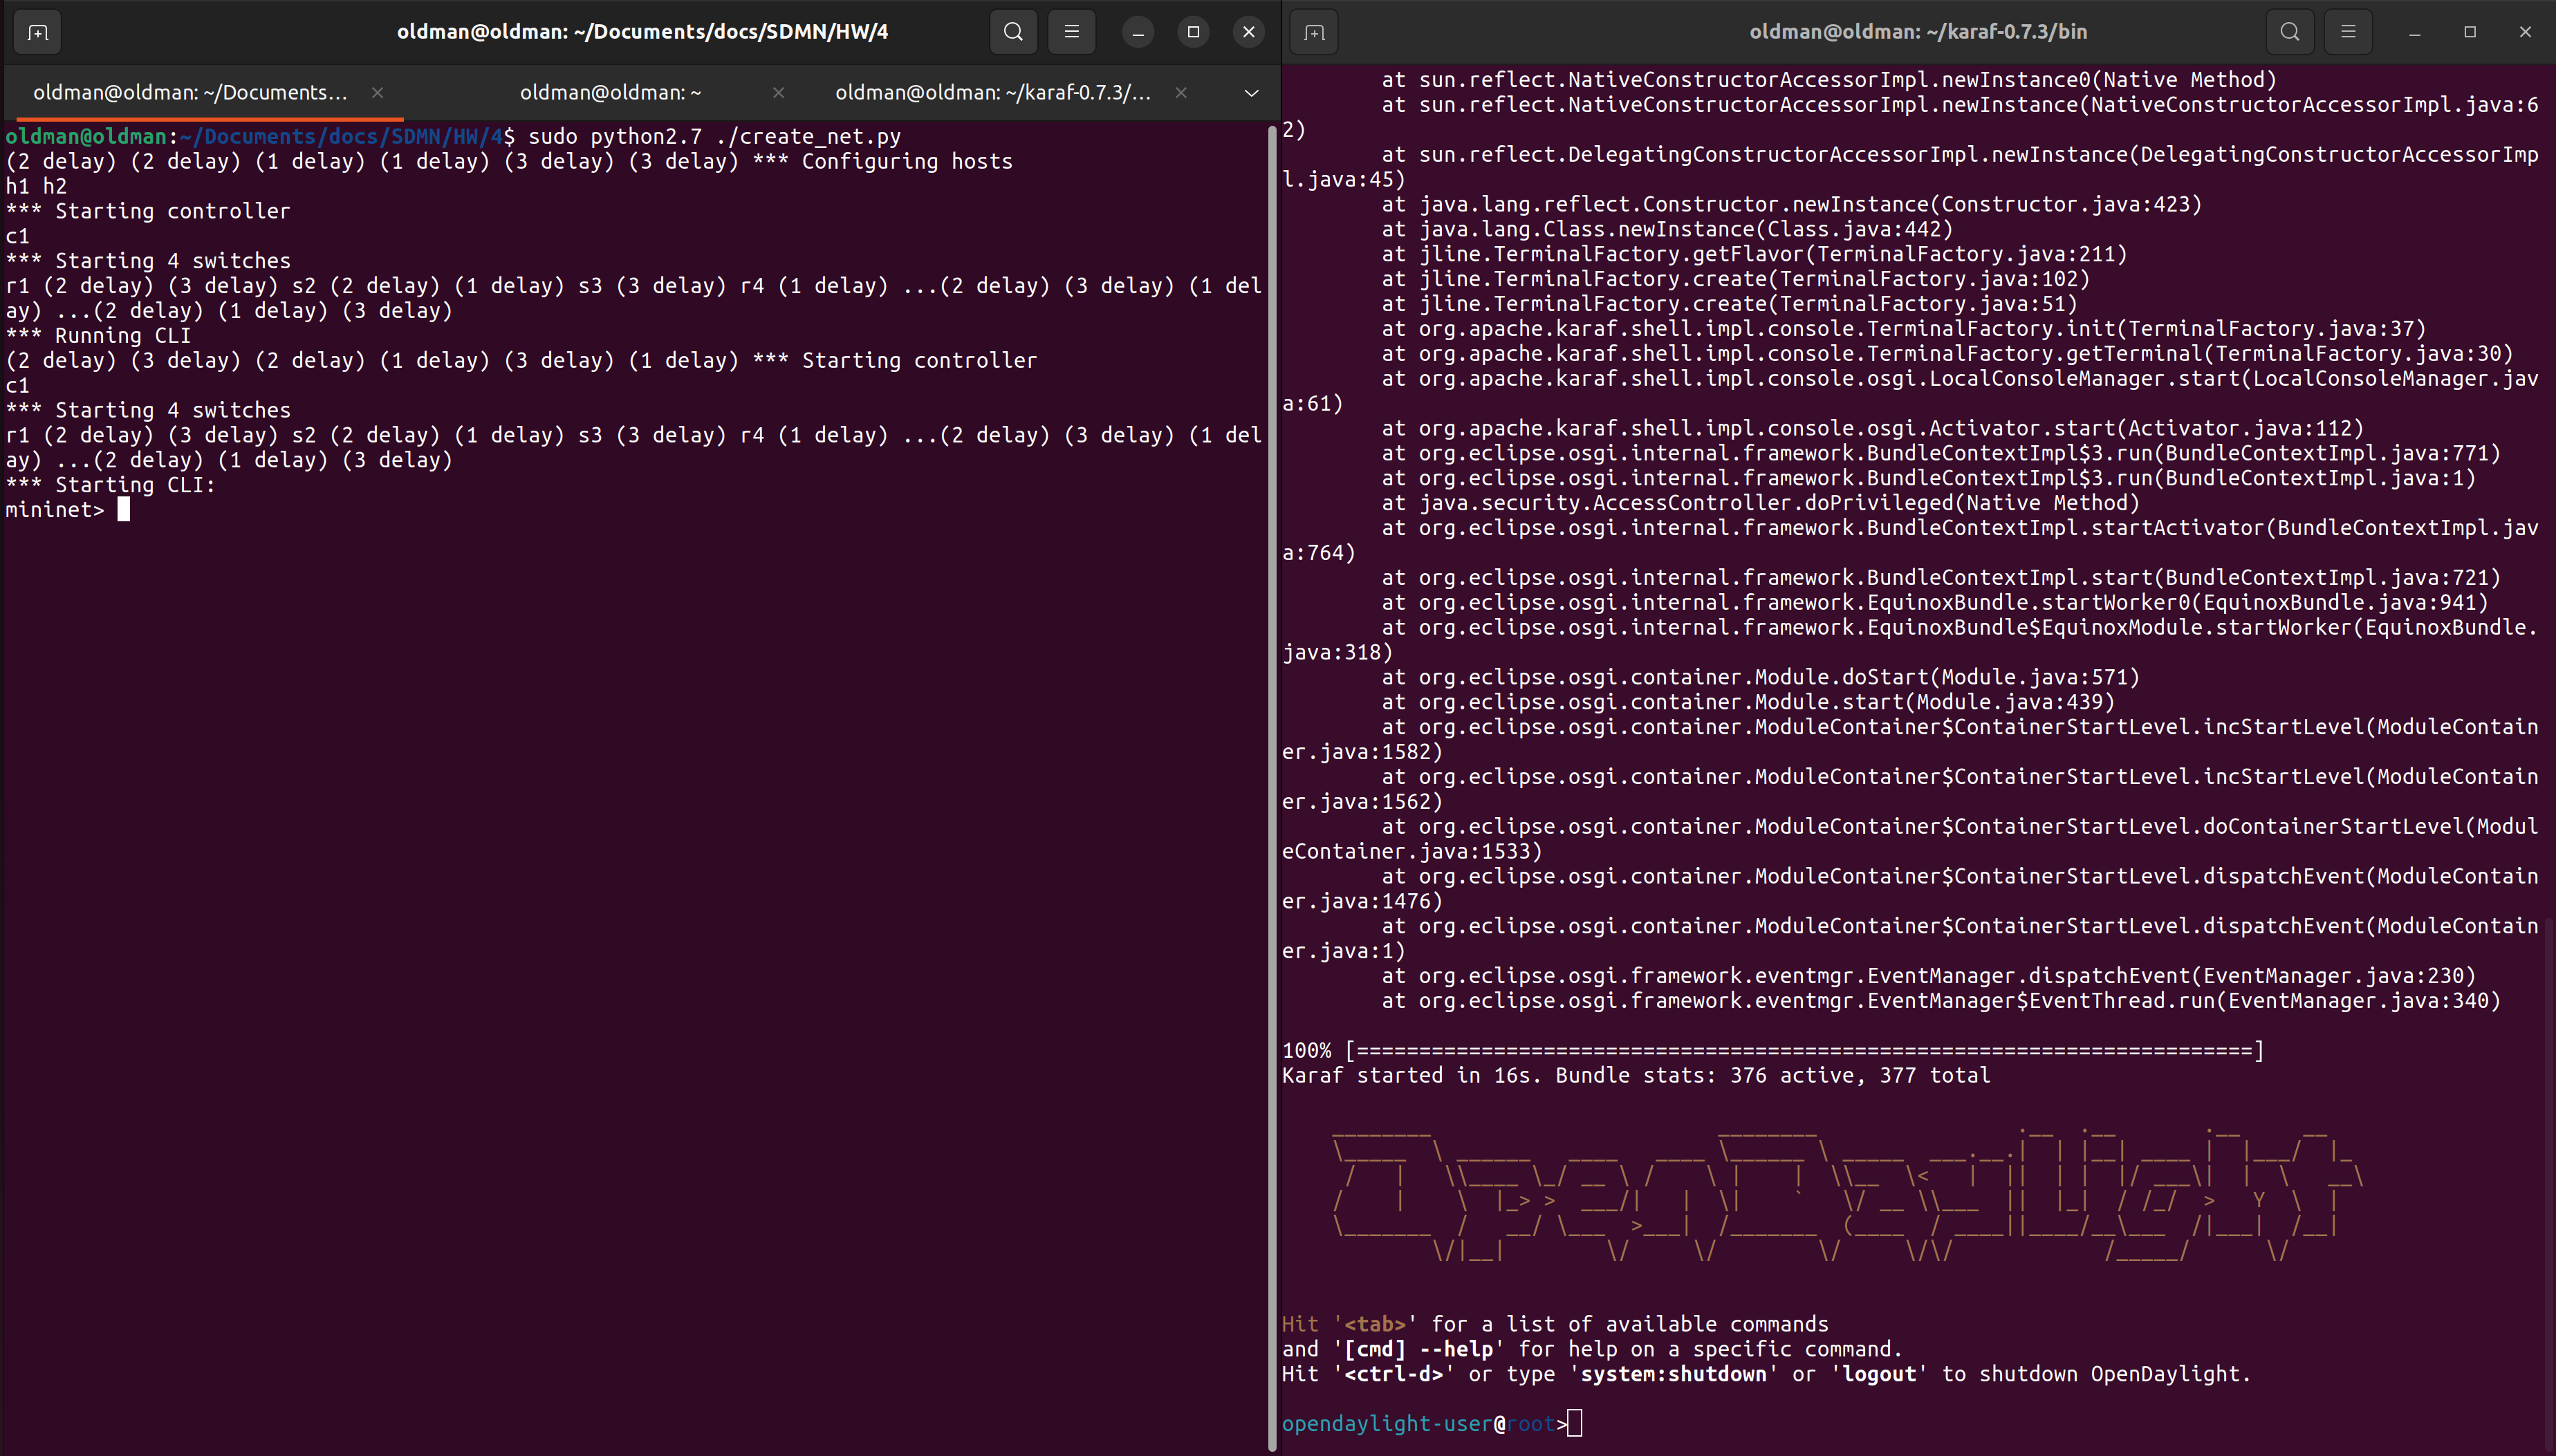 oldman@oldman: ~/Documents/docs/SDMN/HW/4
oldman@oldman: ~/Documents...
oldman@oldman: ~
oldman@oldman: ~/karaf-0.7.3/...
oldman@oldman:~/Documents/docs/SDMN/HW/4$ sudo python2.7 ./create_net.py
(2 delay) (2 delay) (1 delay) (1 delay) (3 delay) (3 delay) *** Configuring hosts
h1 h2
*** Starting controller
c1
*** Starting 4 switches
r1 (2 delay) (3 delay) s2 (2 delay) (1 delay) s3 (3 delay) r4 (1 delay) ...(2 delay) (3 delay) (1 del
ay) ...(2 delay) (1 delay) (3 delay)
*** Running CLI
(2 delay) (3 delay) (2 delay) (1 delay) (3 delay) (1 delay) *** Starting controller
c1
*** Starting 4 switches
r1 (2 delay) (3 delay) s2 (2 delay) (1 delay) s3 (3 delay) r4 (1 delay) ...(2 delay) (3 delay) (1 del
ay) ...(2 delay) (1 delay) (3 delay)
*** Starting CLI:
mininet>
oldman@oldman: ~/karaf-0.7.3/bin
at sun.reflect.NativeConstructorAccessorImpl.newInstance0(Native Method)
at sun.reflect.NativeConstructorAccessorImpl.newInstance(NativeConstructorAccessorImpl.java:6
2)
at sun.reflect.DelegatingConstructorAccessorImpl.newInstance(DelegatingConstructorAccessorImp
l.java:45)
at java.lang.reflect.Constructor.newInstance(Constructor.java:423)
at java.lang.Class.newInstance(Class.java:442)
at jline.TerminalFactory.getFlavor(TerminalFactory.java:211)
at jline.TerminalFactory.create(TerminalFactory.java:102)
at jline.TerminalFactory.create(TerminalFactory.java:51)
at org.apache.karaf.shell.impl.console.TerminalFactory.init(TerminalFactory.java:37)
at org.apache.karaf.shell.impl.console.TerminalFactory.getTerminal(TerminalFactory.java:30)
at org.apache.karaf.shell.impl.console.osgi.LocalConsoleManager.start(LocalConsoleManager.jav
a:61)
at org.apache.karaf.shell.impl.console.osgi.Activator.start(Activator.java:112)
at org.eclipse.osgi.internal.framework.BundleContextImpl$3.run(BundleContextImpl.java:771)
at org.eclipse.osgi.internal.framework.BundleContextImpl$3.run(BundleContextImpl.java:1)
at java.security.AccessController.doPrivileged(Native Method)
at org.eclipse.osgi.internal.framework.BundleContextImpl.startActivator(BundleContextImpl.jav
a:764)
at org.eclipse.osgi.internal.framework.BundleContextImpl.start(BundleContextImpl.java:721)
at org.eclipse.osgi.internal.framework.EquinoxBundle.startWorker0(EquinoxBundle.java:941)
at org.eclipse.osgi.internal.framework.EquinoxBundle$EquinoxModule.startWorker(EquinoxBundle.
java:318)
at org.eclipse.osgi.container.Module.doStart(Module.java:571)
at org.eclipse.osgi.container.Module.start(Module.java:439)
at org.eclipse.osgi.container.ModuleContainer$ContainerStartLevel.incStartLevel(ModuleContain
er.java:1582)
at org.eclipse.osgi.container.ModuleContainer$ContainerStartLevel.incStartLevel(ModuleContain
er.java:1562)
at org.eclipse.osgi.container.ModuleContainer$ContainerStartLevel.doContainerStartLevel(Modul
eContainer.java:1533)
at org.eclipse.osgi.container.ModuleContainer$ContainerStartLevel.dispatchEvent(ModuleContain
er.java:1476)
at org.eclipse.osgi.container.ModuleContainer$ContainerStartLevel.dispatchEvent(ModuleContain
er.java:1)
at org.eclipse.osgi.framework.eventmgr.EventManager.dispatchEvent(EventManager.java:230)
at org.eclipse.osgi.framework.eventmgr.EventManager$EventThread.run(EventManager.java:340)
100% [========================================================================]
Karaf started in 16s. Bundle stats: 376 active, 377 total
OpenDaylight
Hit '<tab>' for a list of available commands
and '[cmd] --help' for help on a specific command.
Hit '<ctrl-d>' or type 'system:shutdown' or 'logout' to shutdown OpenDaylight.
opendaylight-user@root>